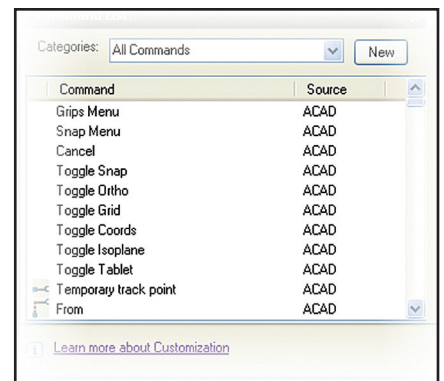 Categories: All Commands New
Command Source
Grips Menu ACAD
Snap Menu ACAD
Cancel ACAD
Toggle Snap ACAD
Toggle Ortho ACAD
Toggle Grid ACAD
Toggle Coords ACAD
Toggle Isoplane ACAD
Toggle Tablet ACAD
Temporary track point ACAD
From ACAD
Learn more about Customization